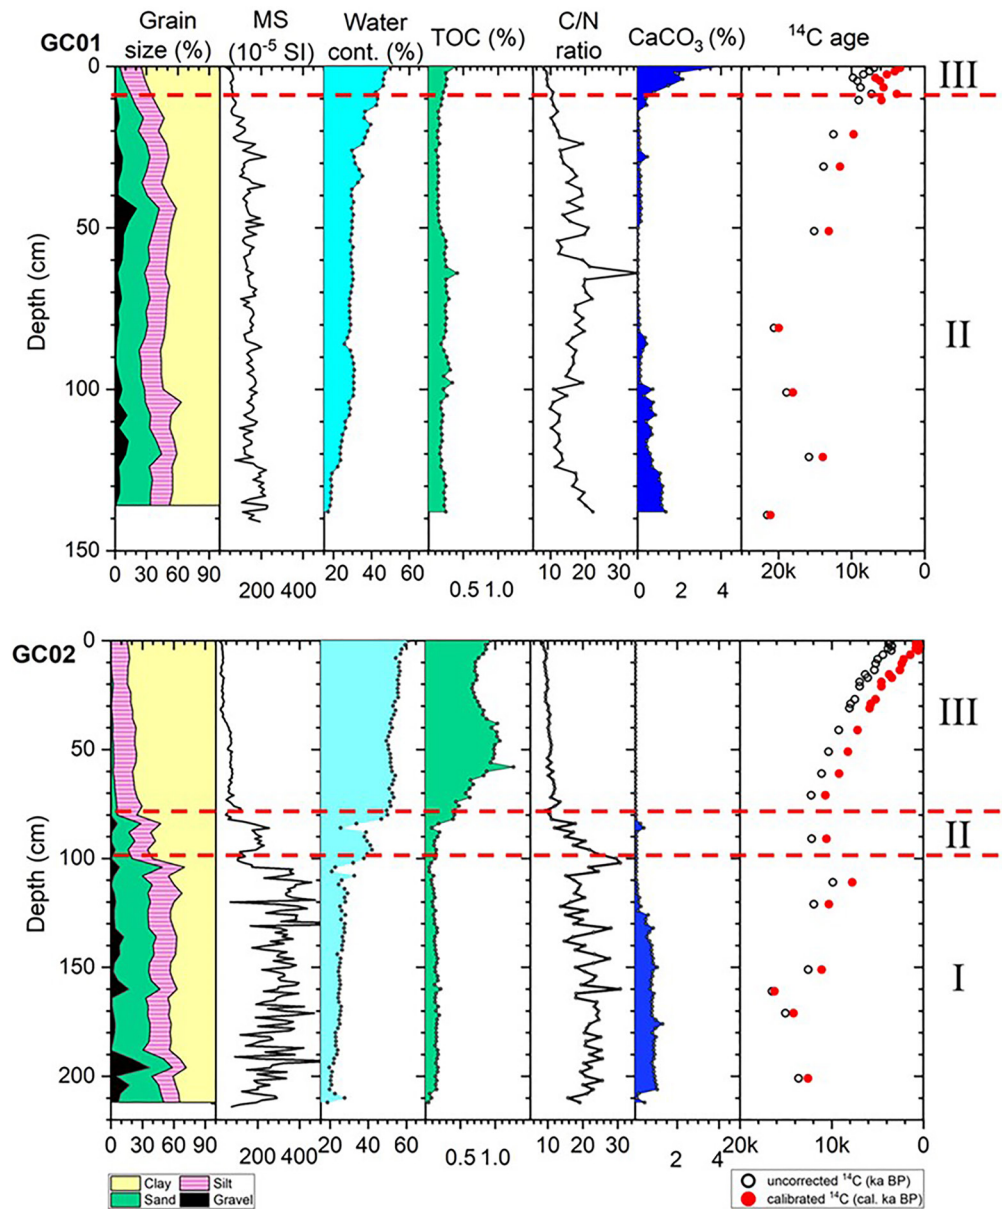 GC01
Grain
size (%)
MS
(10⁻⁵ SI)
Water
cont. (%)
TOC (%)
C/N
ratio
CaCO₃ (%)
¹⁴C age
0
50
100
150
Depth (cm)
III
II
0 30 60 90
200 400
20 40 60
0.5 1.0
10 20 30
0 2 4
20k 10k 0
GC02
0
50
100
150
200
Depth (cm)
III
II
I
0 30 60 90
200 400
20 40 60
0.5 1.0
10 20 30
2 4
20k 10k 0
Clay Silt
Sand Gravel
uncorrected ¹⁴C (ka BP)
calibrated ¹⁴C (cal. ka BP)